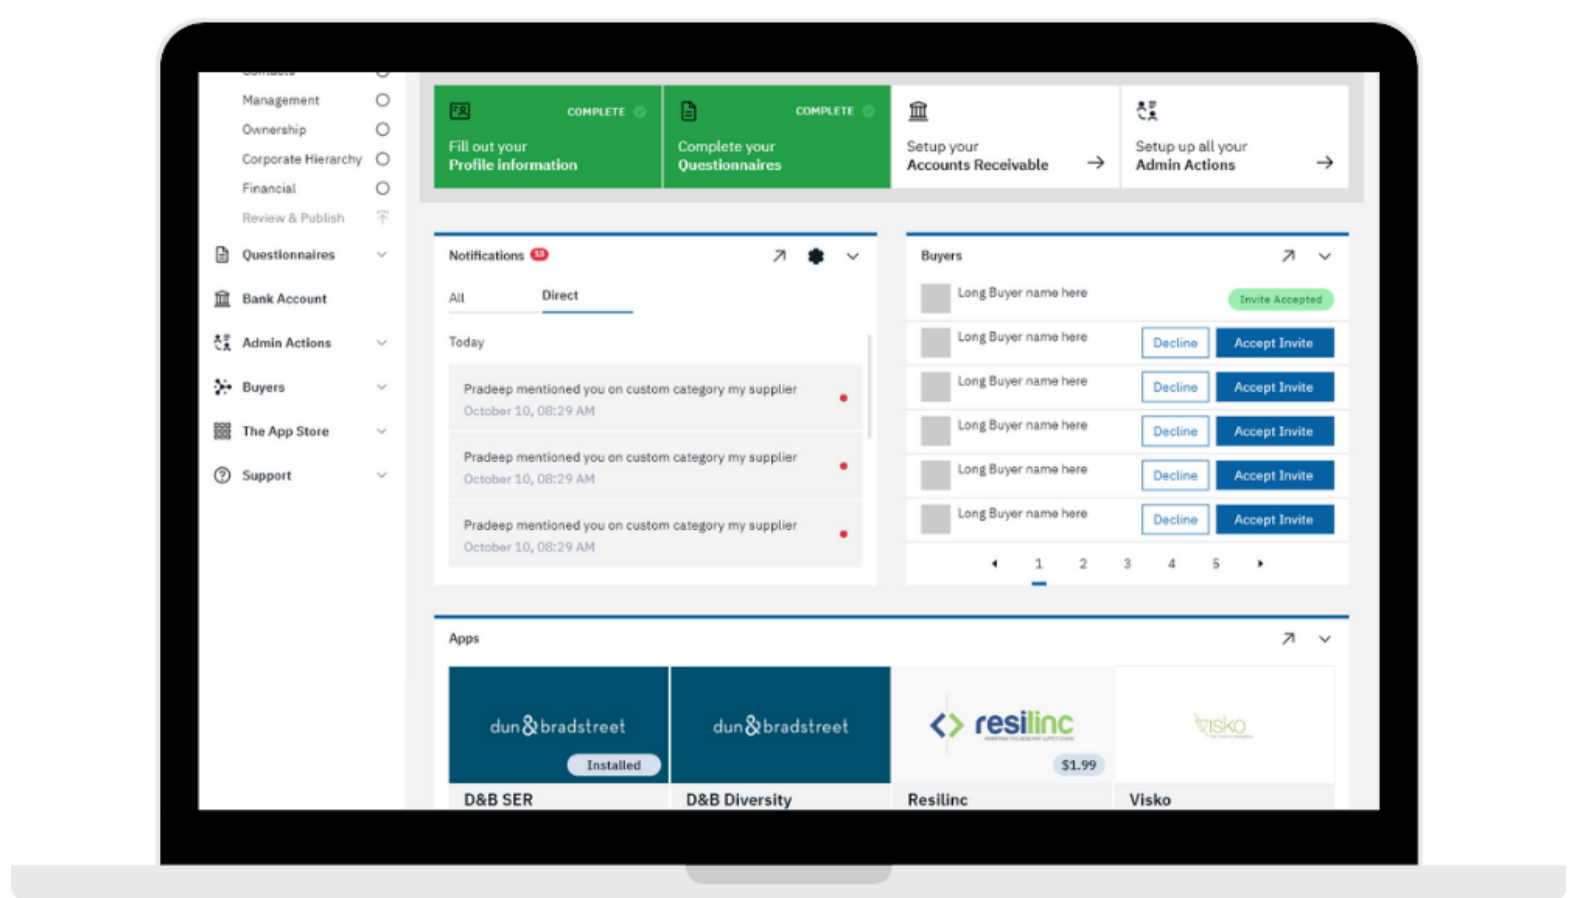 Contacts
Management
Ownership
Corporate Hierarchy
Financial
Review & Publish
Questionnaires
Bank Account
Admin Actions
Buyers
The App Store
Support
COMPLETE
Fill out your
Profile information
COMPLETE
Complete your
Questionnaires
Setup your
Accounts Receivable
Setup up all your
Admin Actions
Notifications 13
All Direct
Today
Pradeep mentioned you on custom category my supplier
October 10, 08:29 AM
Pradeep mentioned you on custom category my supplier
October 10, 08:29 AM
Pradeep mentioned you on custom category my supplier
October 10, 08:29 AM
Buyers
Long Buyer name here Invite Accepted
Long Buyer name here Decline Accept Invite
Long Buyer name here Decline Accept Invite
Long Buyer name here Decline Accept Invite
Long Buyer name here Decline Accept Invite
Long Buyer name here Decline Accept Invite
1 2 3 4 5
Apps
dun & bradstreet
Installed
D&B SER
dun & bradstreet
D&B Diversity
resilinc
$1.99
Resilinc
VISKO
Visko